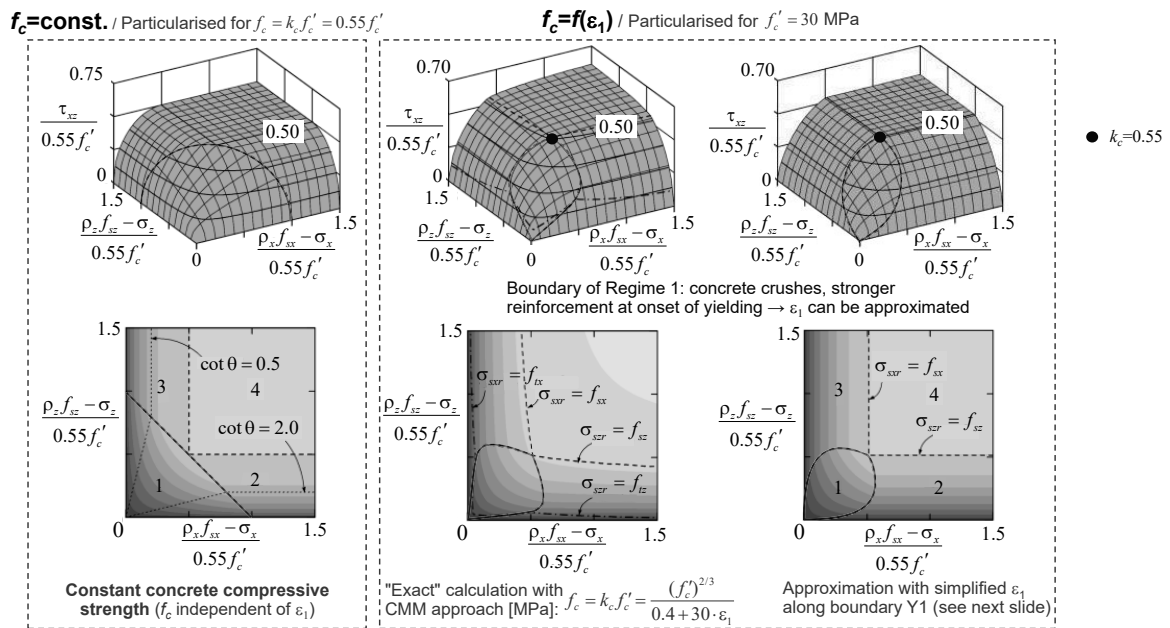 f_c=const. / Particularised for f_c = k_c f_c' = 0.55 f_c'
f_c=f(ε_1) / Particularised for f_c' = 30 MPa
0.75
τ_xz
0.55 f_c'
0.50
0
1.5
ρ_z f_sz − σ_z
0.55 f_c'
0
ρ_x f_sx − σ_x
0.55 f_c'
1.5
0.70
τ_xz
0.55 f_c'
0.50
0
1.5
ρ_z f_sz − σ_z
0.55 f_c'
0
ρ_x f_sx − σ_x
0.55 f_c'
1.5
0.70
τ_xz
0.55 f_c'
0.50
0
1.5
ρ_z f_sz − σ_z
0.55 f_c'
0
ρ_x f_sx − σ_x
0.55 f_c'
1.5
k_c=0.55
Boundary of Regime 1: concrete crushes, stronger
reinforcement at onset of yielding → ε_1 can be approximated
1.5
cot θ = 0.5
3
4
ρ_z f_sz − σ_z
0.55 f_c'
cot θ = 2.0
1
2
0
ρ_x f_sx − σ_x
0.55 f_c'
1.5
1.5
σ_sxr = f_tx
σ_sxr = f_sx
ρ_z f_sz − σ_z
0.55 f_c'
σ_szr = f_sz
σ_szr = f_tz
0
ρ_x f_sx − σ_x
0.55 f_c'
1.5
1.5
σ_sxr = f_sx
3
4
ρ_z f_sz − σ_z
0.55 f_c'
σ_szr = f_sz
1
2
0
ρ_x f_sx − σ_x
0.55 f_c'
1.5
Constant concrete compressive
strength (f_c independent of ε_1)
"Exact" calculation with
CMM approach [MPa]: f_c = k_c f_c' = (f_c')^2/3 / 0.4 + 30 · ε_1
Approximation with simplified ε_1
along boundary Y1 (see next slide)